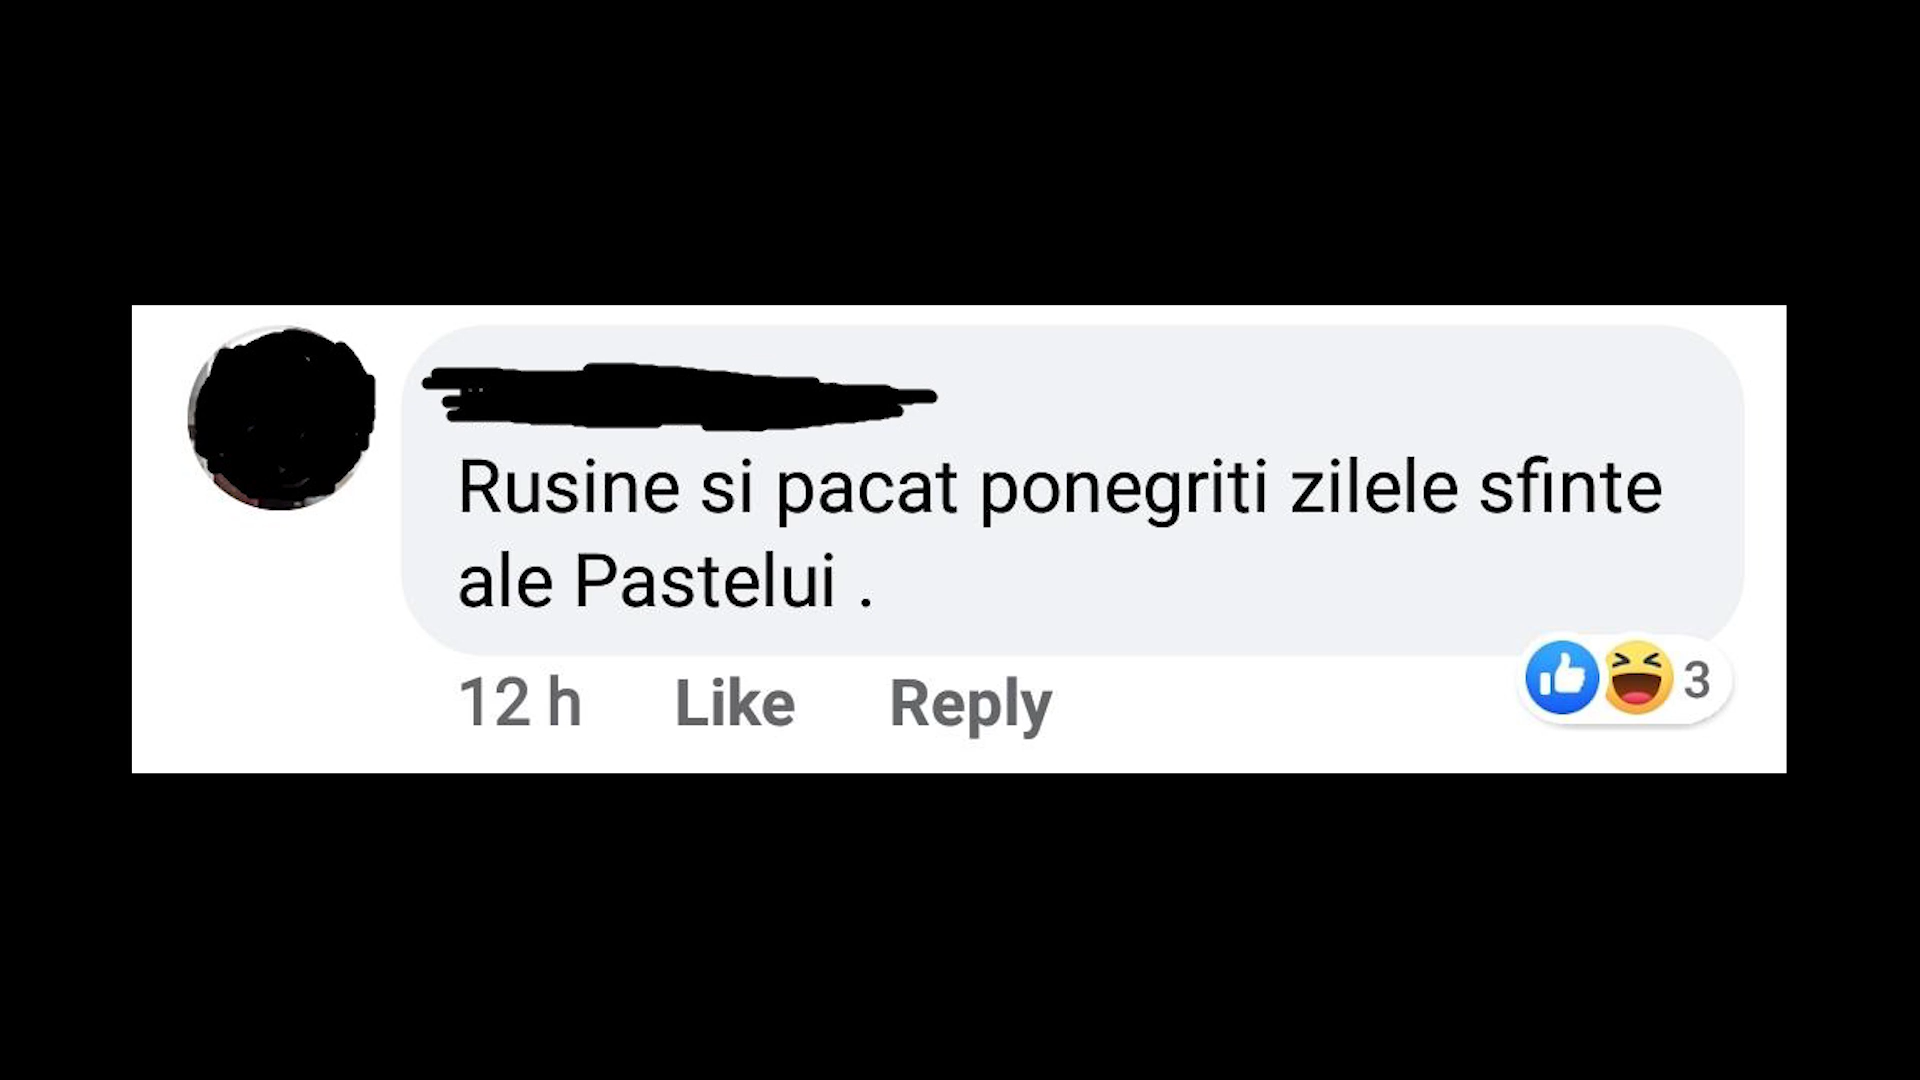 Rusine si pacat ponegriti zilele sfinte
ale Pastelui .
12 h Like Reply
3